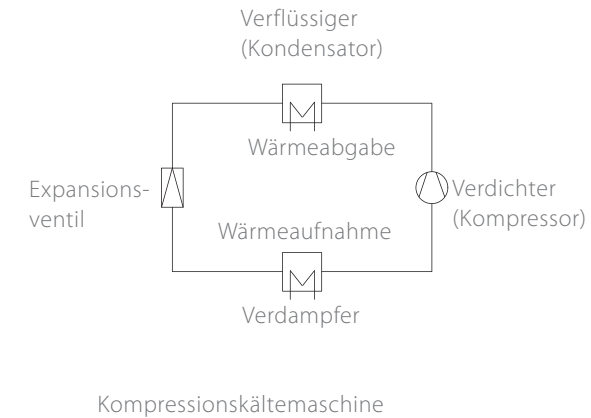 Verflüssiger
(Kondensator)
Wärmeabgabe
Expansions-
ventil
Verdichter
(Kompressor)
Wärmeaufnahme
Verdampfer
Kompressionskältemaschine